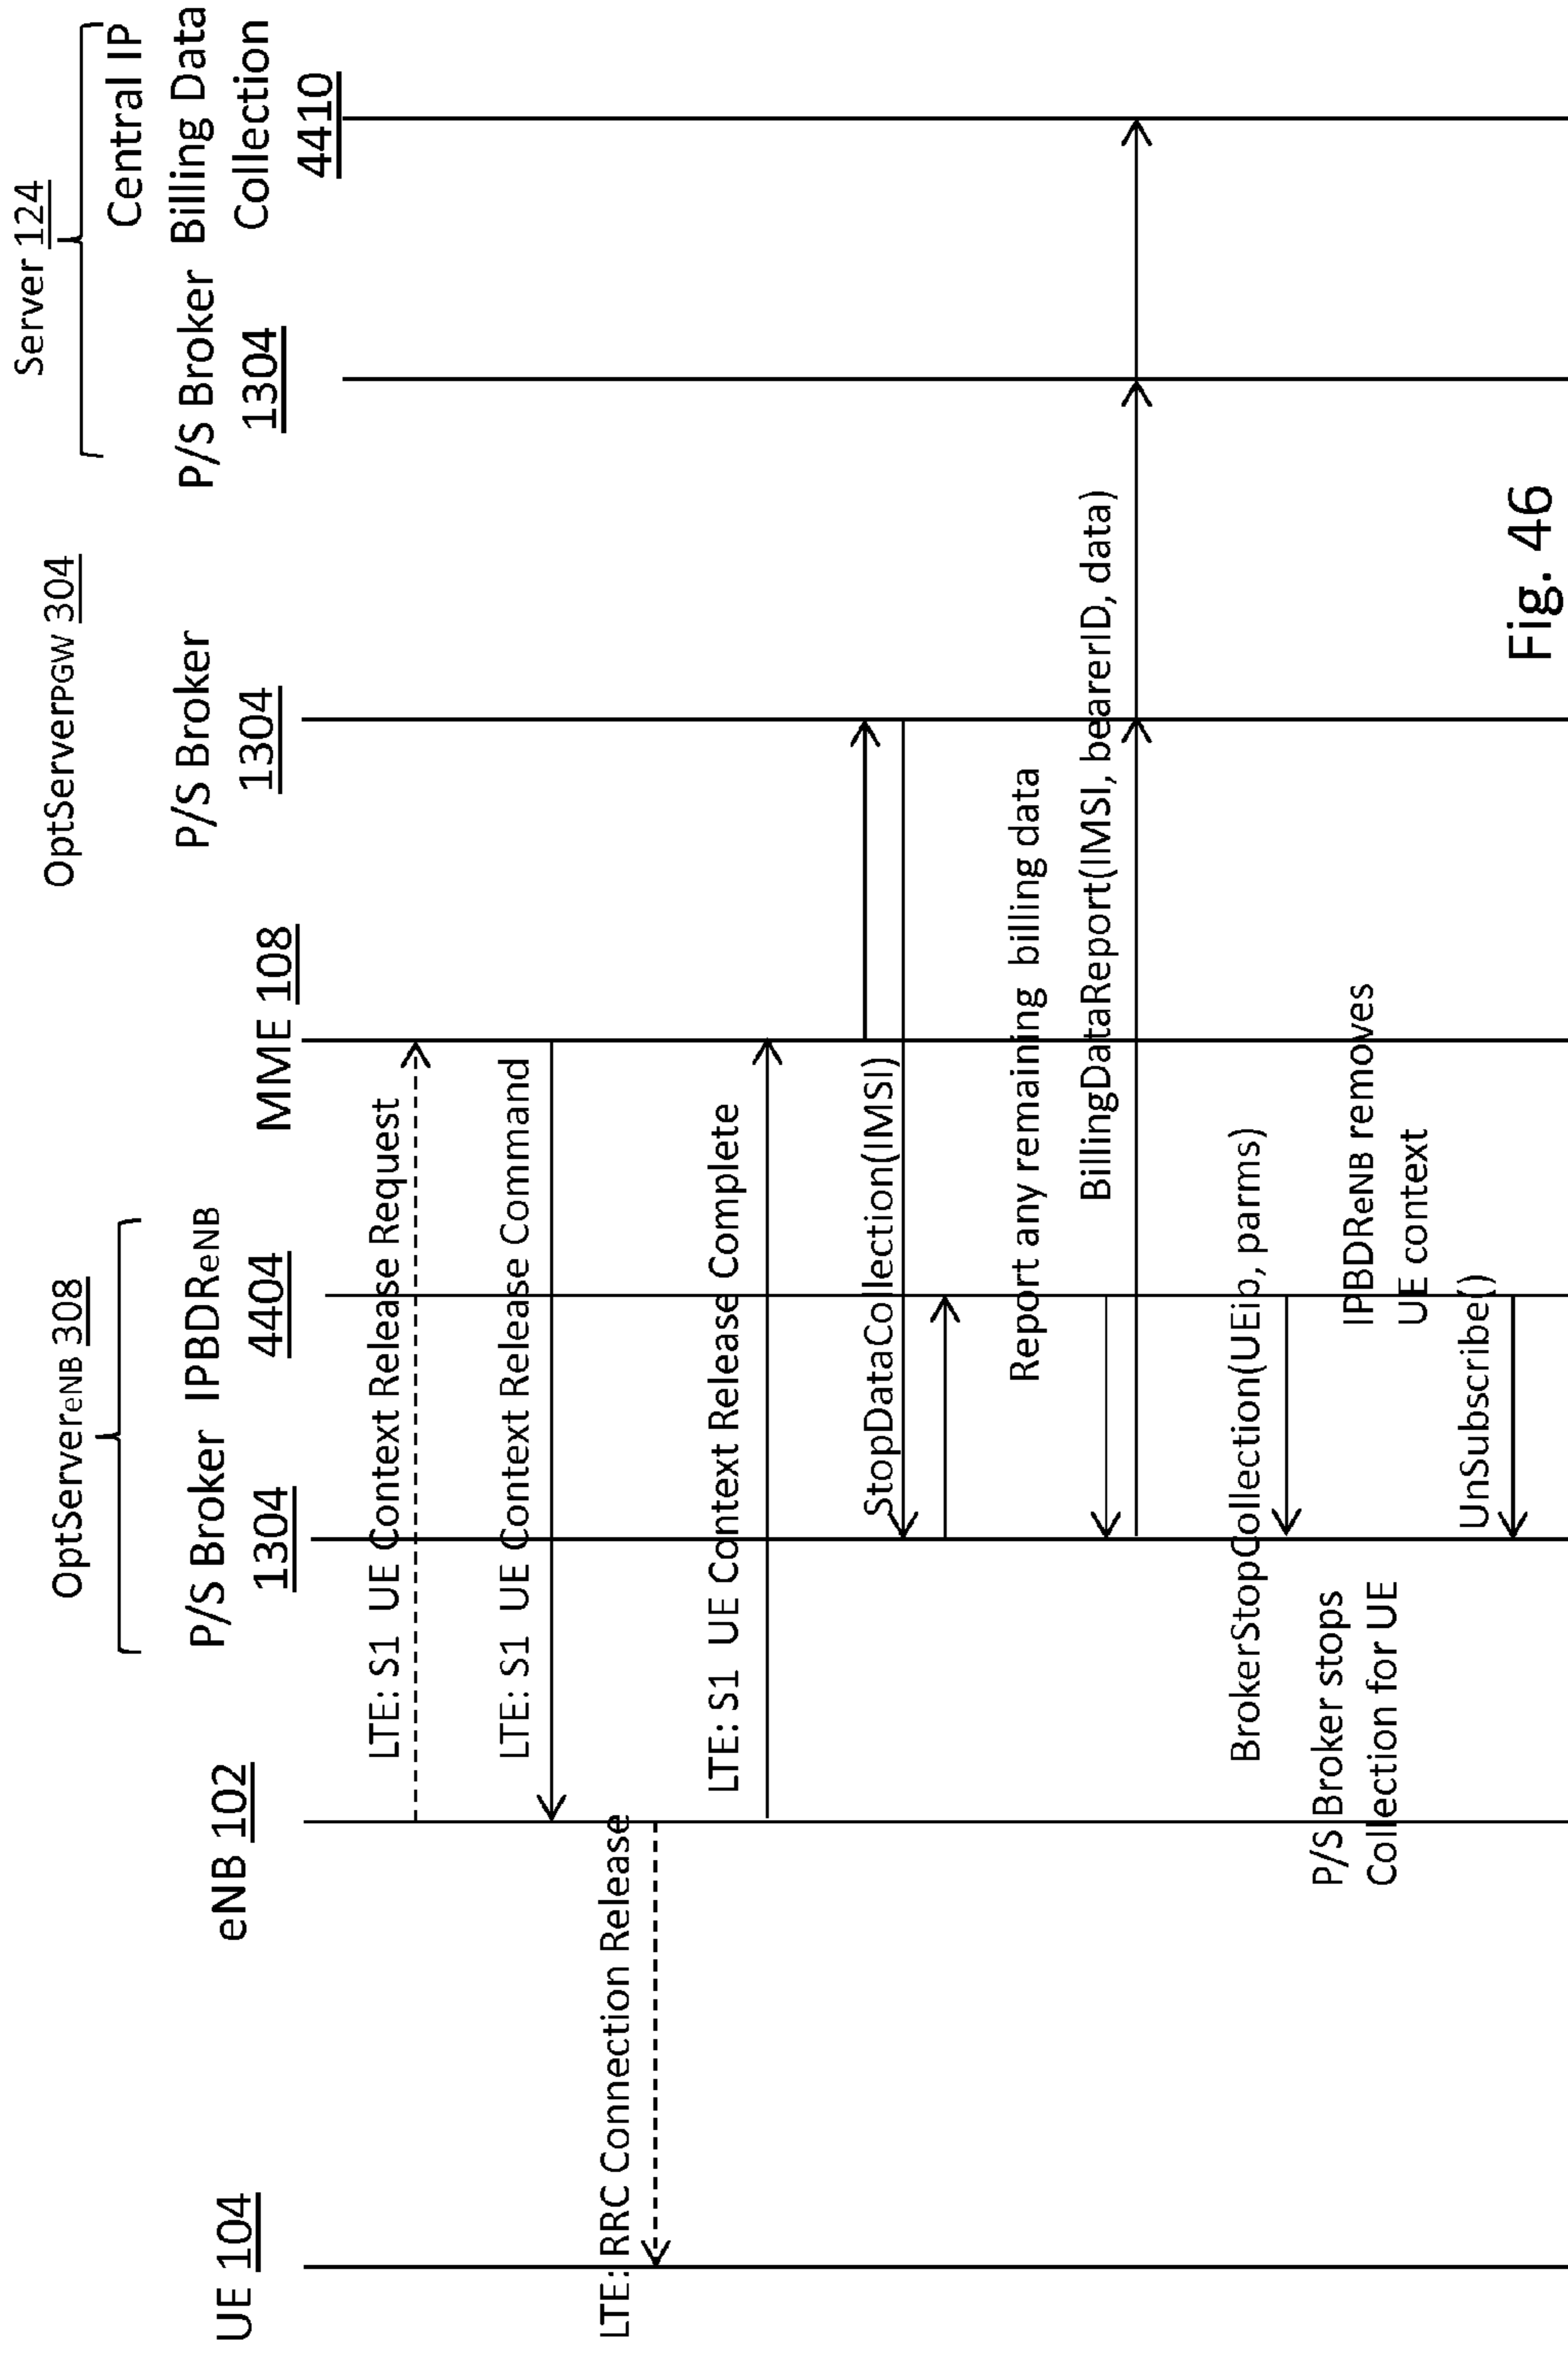 Server 124
OptServerPGW 304
OptServereNB 308
Central IP
Billing Data
Collection
4410
P/S Broker
1304
P/S Broker
1304
MME 108
IPBDReNB
4404
P/S Broker
1304
eNB 102
UE 104
LTE: S1 UE Context Release Request
LTE: S1 UE Context Release Command
LTE: RRC Connection Release
LTE: S1 UE Context Release Complete
StopDataCollection(IMSI)
Report any remaining billing data
BillingDataReport(IMSI, bearerID, data)
BrokerStopCollection(UEip, parms)
P/S Broker stops
Collection for UE
IPBDReNB removes
UE context
UnSubscribe()
Fig. 46